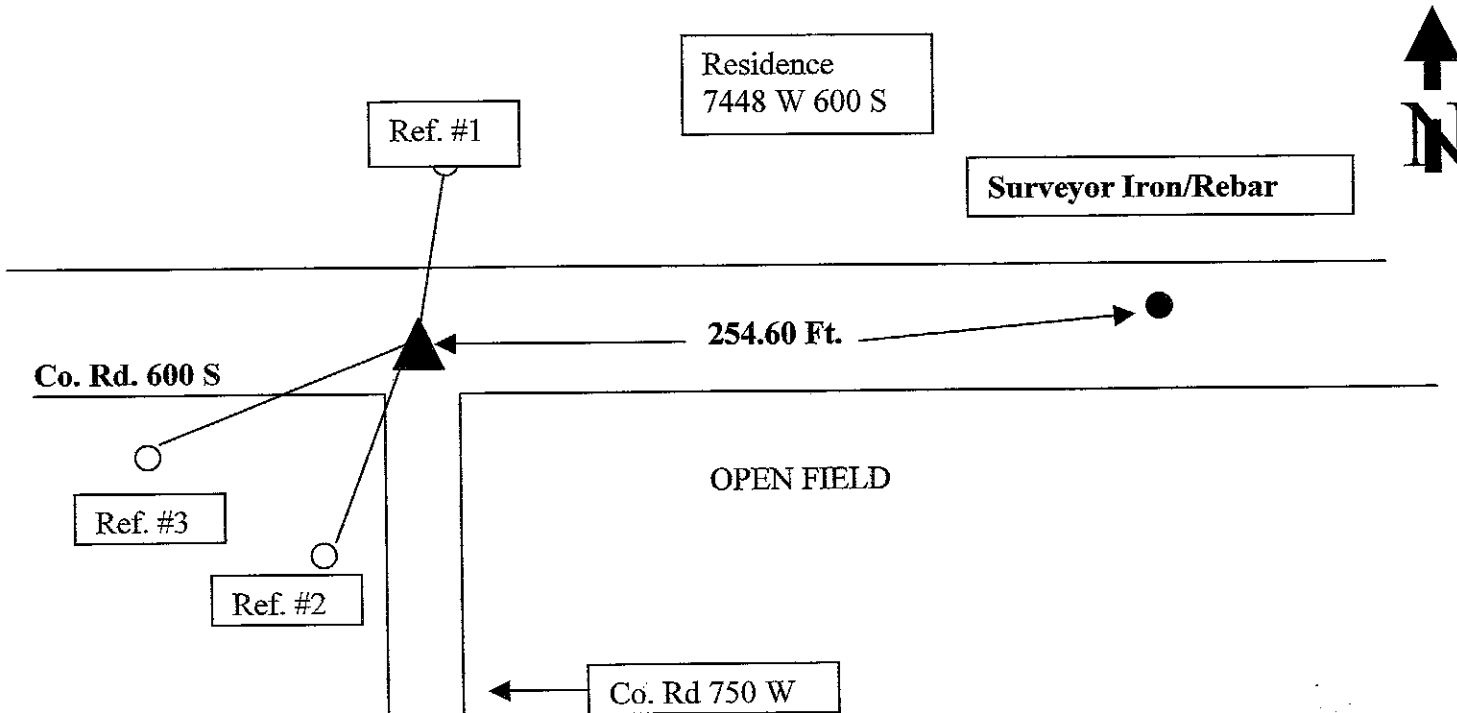 Residence
7448 W 600 S
Ref. #1
N
Surveyor Iron/Rebar
254.60 Ft.
Co. Rd. 600 S
OPEN FIELD
Ref. #3
Ref. #2
Co. Rd 750 W